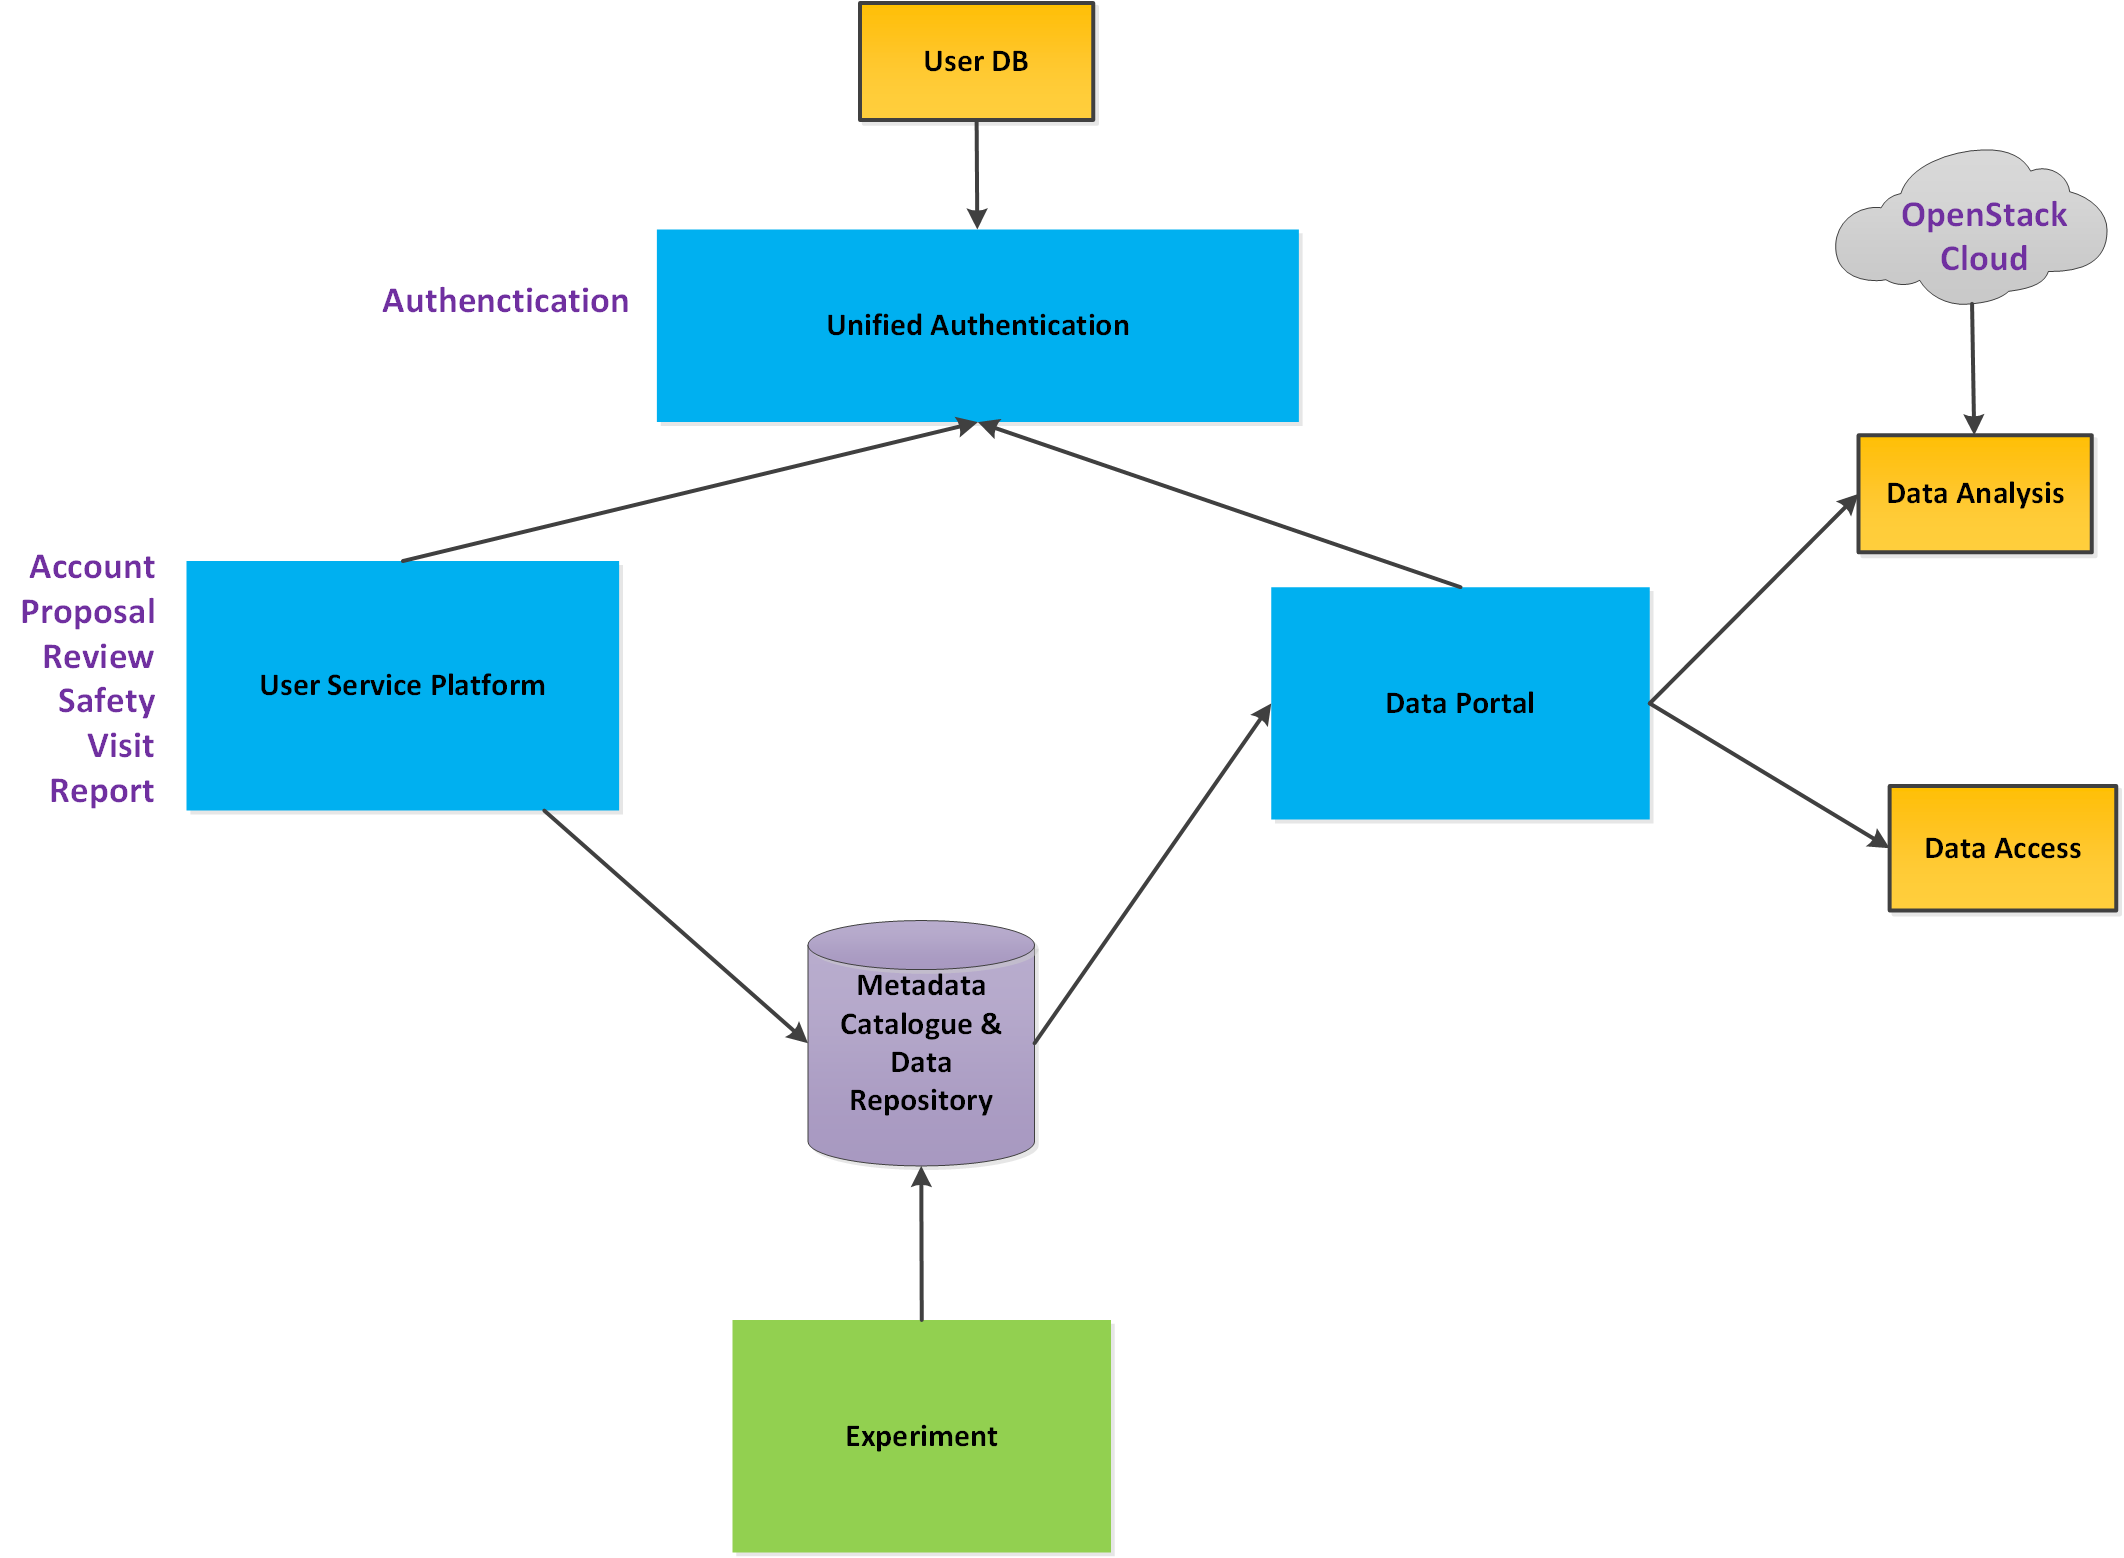 User DB
OpenStack
Cloud
Authenctication
Unified Authentication
Data Analysis
Account
Proposal
Review
Safety
Visit
Report
User Service Platform
Data Portal
Data Access
Metadata
Catalogue &
Data
Repository
Experiment